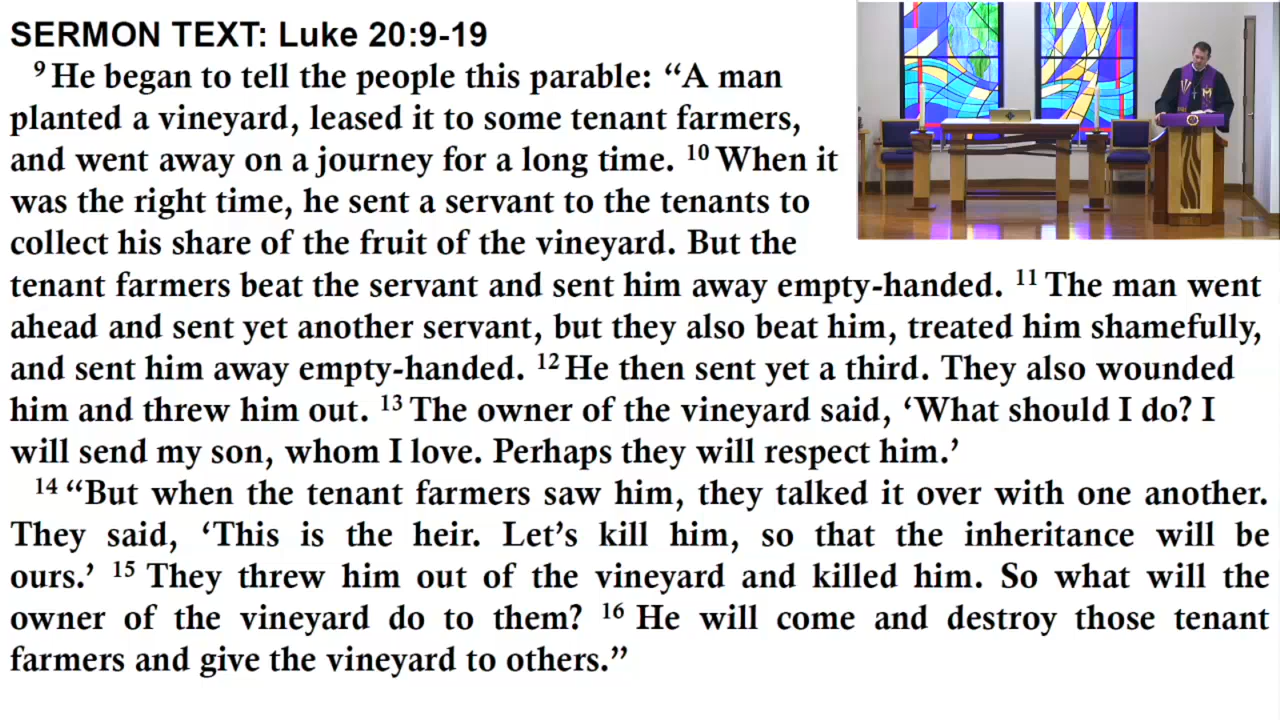 SERMON TEXT: Luke 20:9-19
⁹ He began to tell the people this parable: “A man
planted a vineyard, leased it to some tenant farmers,
and went away on a journey for a long time. ¹⁰ When it
was the right time, he sent a servant to the tenants to
collect his share of the fruit of the vineyard. But the
tenant farmers beat the servant and sent him away empty-handed. ¹¹ The man went
ahead and sent yet another servant, but they also beat him, treated him shamefully,
and sent him away empty-handed. ¹² He then sent yet a third. They also wounded
him and threw him out. ¹³ The owner of the vineyard said, ‘What should I do? I
will send my son, whom I love. Perhaps they will respect him.’
¹⁴ “But when the tenant farmers saw him, they talked it over with one another.
They said, ‘This is the heir. Let’s kill him, so that the inheritance will be
ours.’ ¹⁵ They threw him out of the vineyard and killed him. So what will the
owner of the vineyard do to them? ¹⁶ He will come and destroy those tenant
farmers and give the vineyard to others.”